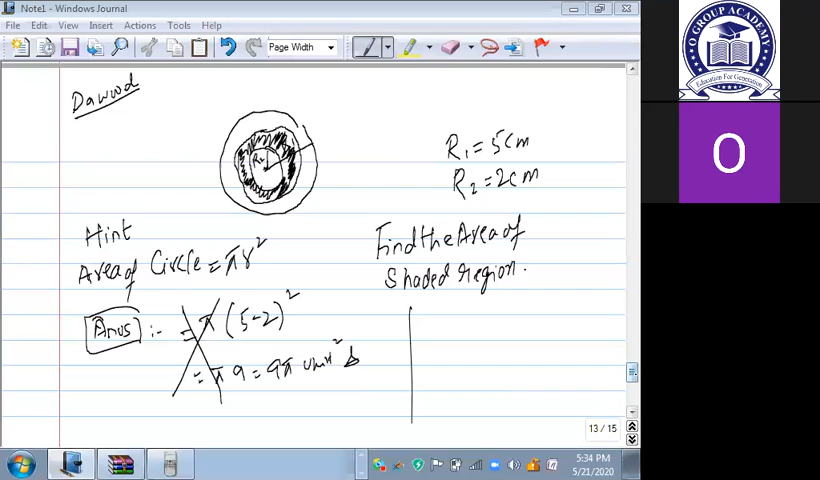 Note1 - Windows Journal
File Edit View Insert Actions Tools Help
Page Width
Dawood
R2
R1 = 5cm
R2 = 2cm
Hint
Area of Circle = πr²
Find the Area of
Shaded region.
Ans :- = π (5-2)²
= π 9 = 9π unit²
13 / 15
5:34 PM
5/21/2020
O GROUP ACADEMY
Education For Generation
O